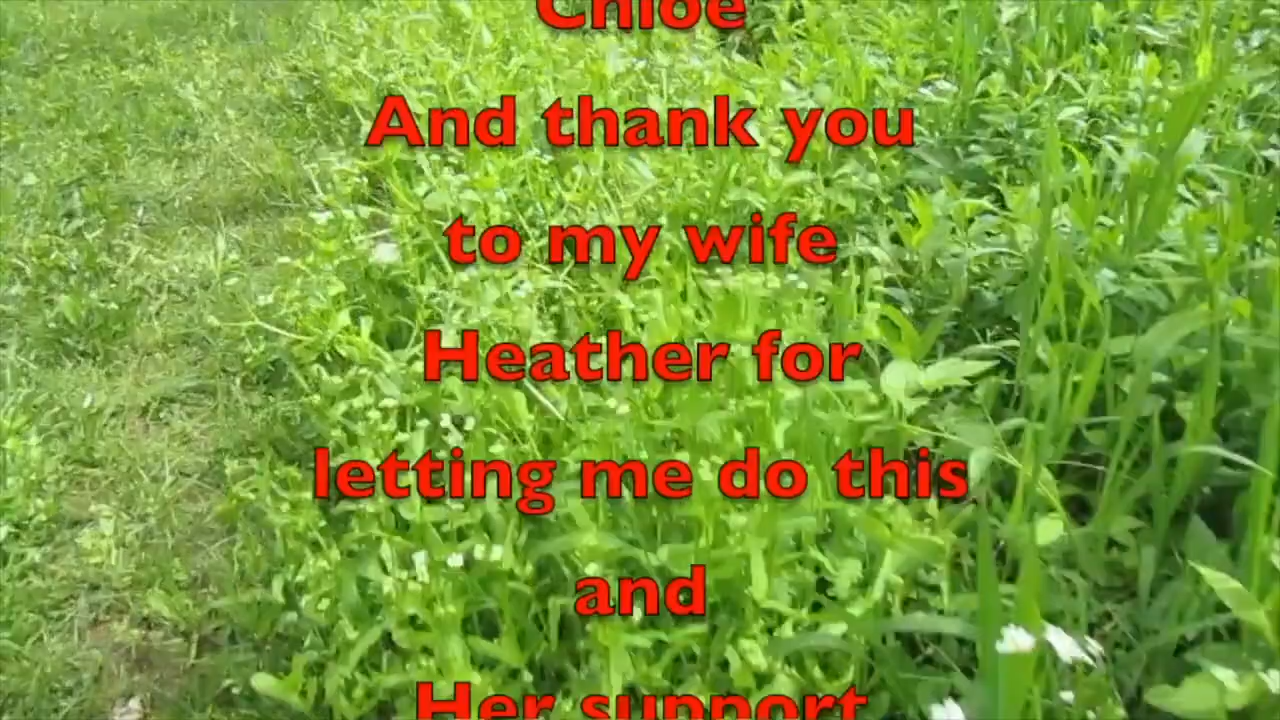 Chloe
And thank you
to my wife
Heather for
letting me do this
and
Her support